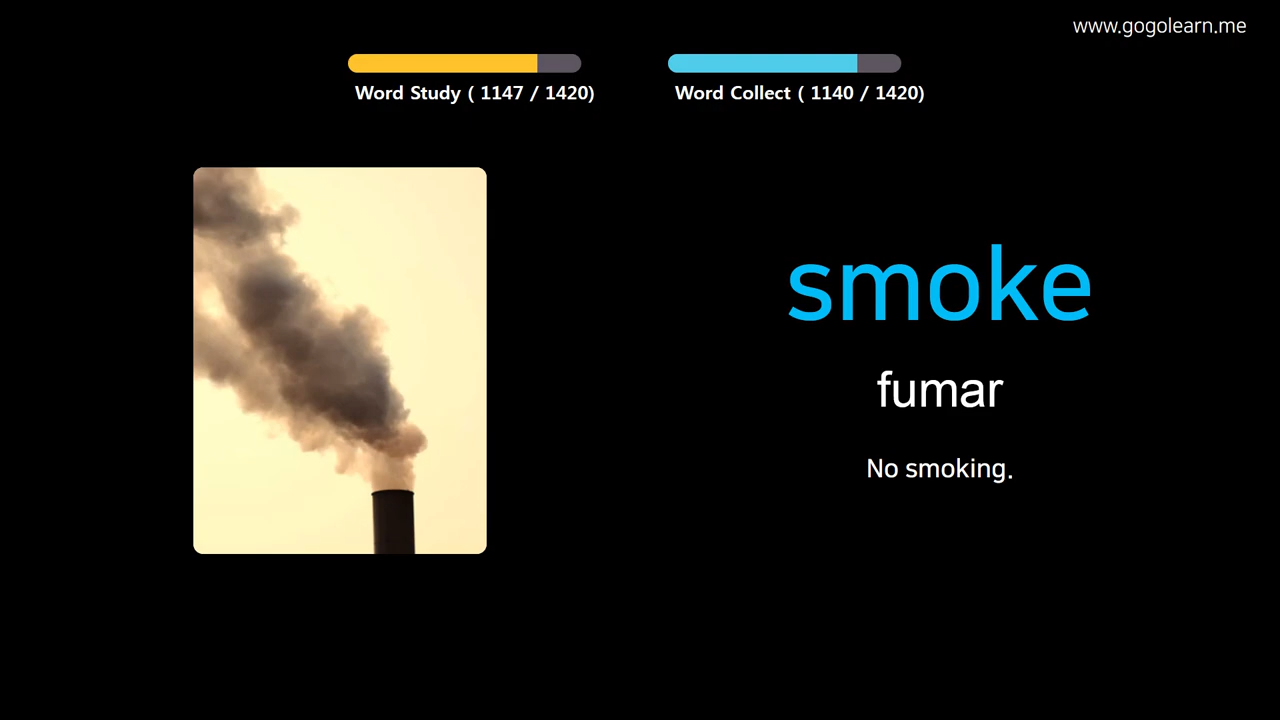 www.gogolearn.me
Word Study ( 1147 / 1420)
Word Collect ( 1140 / 1420)
smoke
fumar
No smoking.